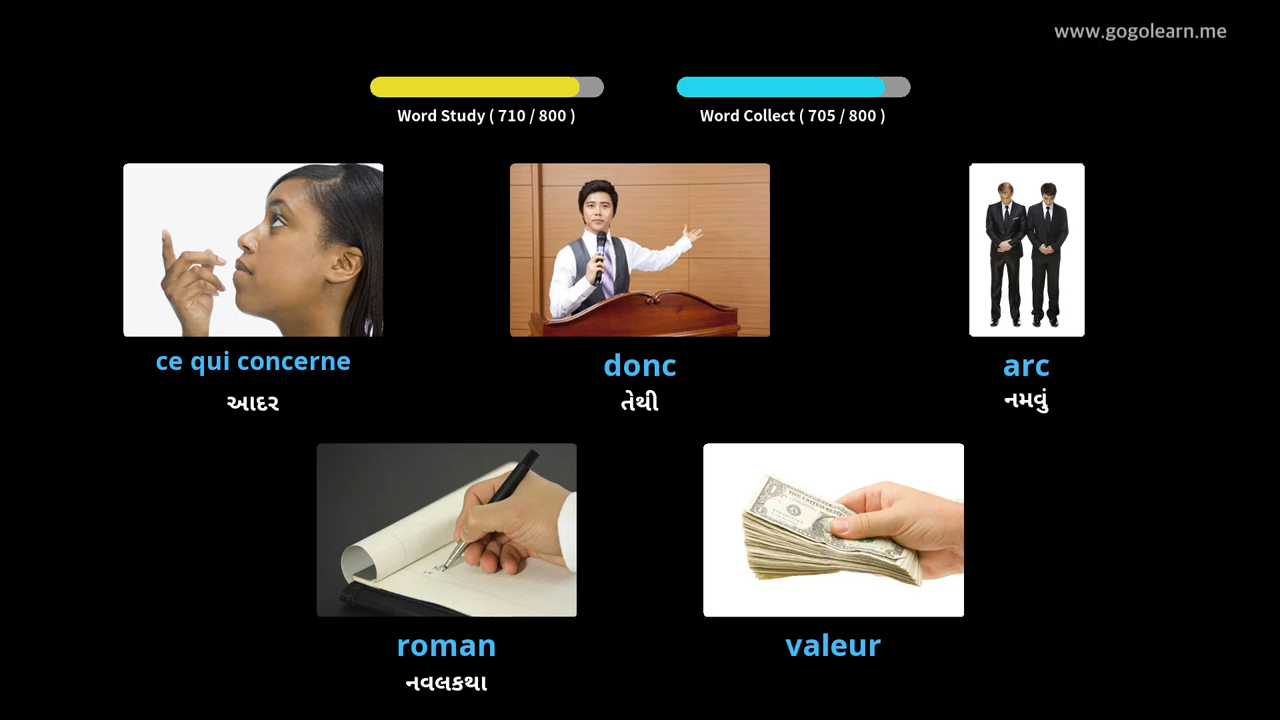 www.gogolearn.me
Word Study ( 710 / 800 )
Word Collect ( 705 / 800 )
ce qui concerne
આદર
donc
તેથી
arc
નમવું
roman
નવલકથા
valeur